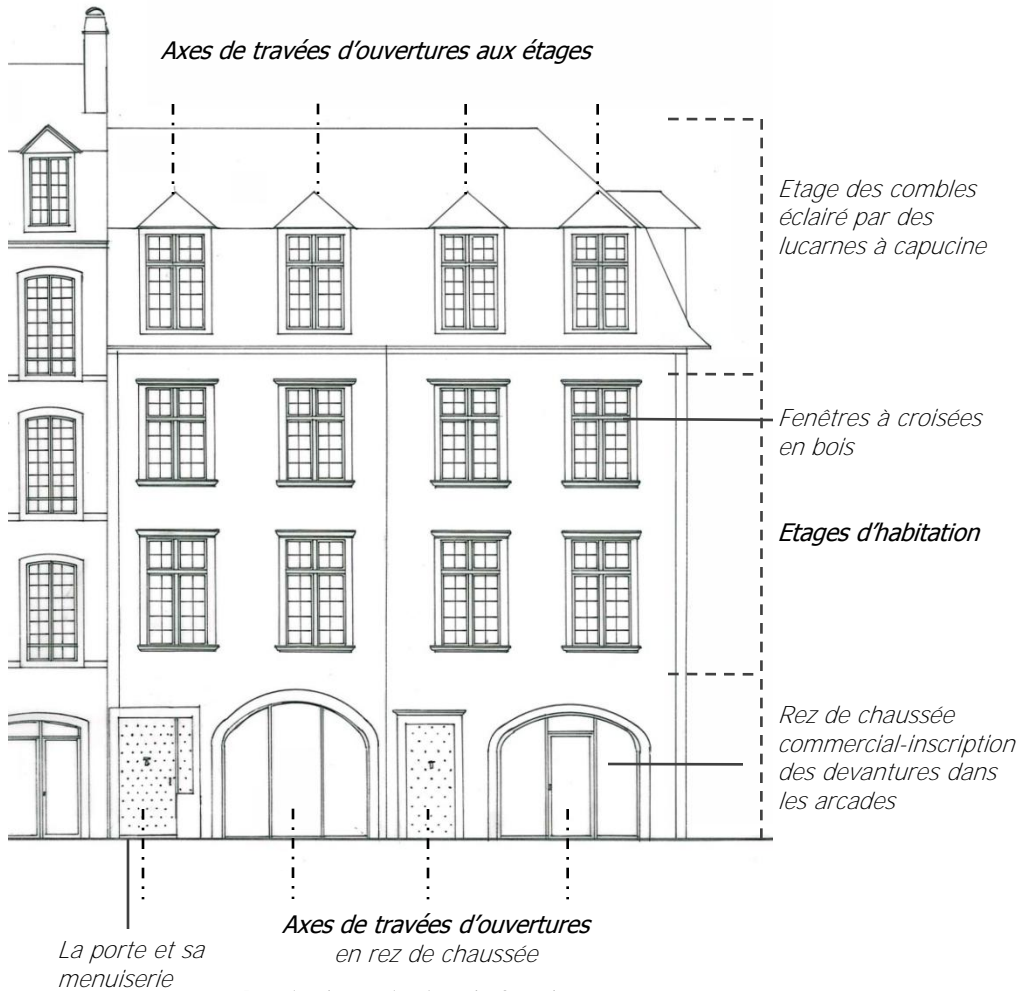 Axes de travées d'ouvertures aux étages
Etage des combles
éclairé par des
lucarnes à capucine
Fenêtres à croisées
en bois
Etages d'habitation
Rez de chaussée
commercial-inscription
des devantures dans
les arcades
Axes de travées d'ouvertures
en rez de chaussée
La porte et sa
menuiserie